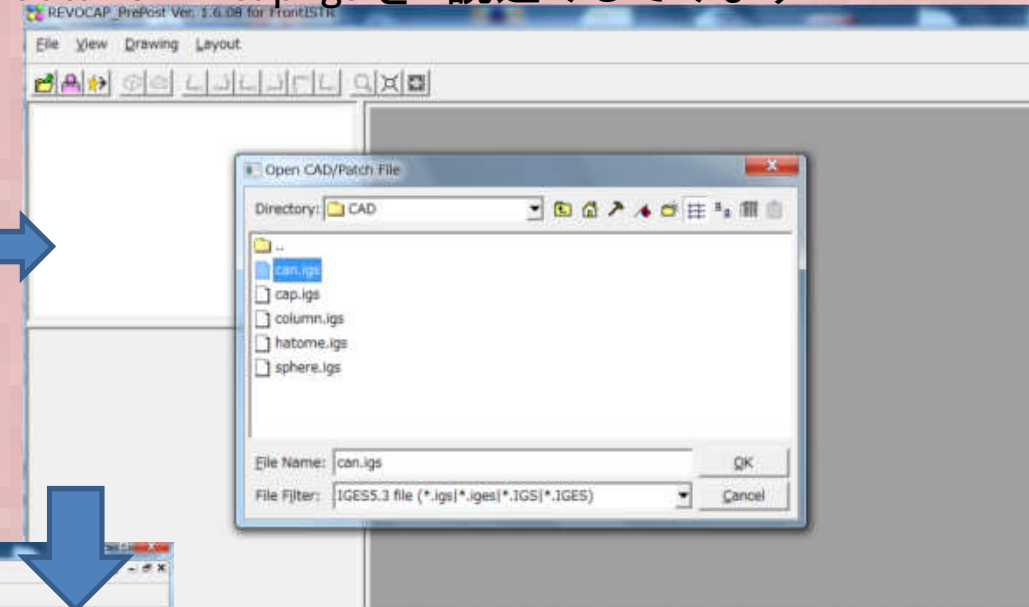 REVOCAP_PrePost Ver. 1.6.08 for FrontISTR
File View Drawing Layout
Open CAD/Patch File
Directory: CAD
..
can.igs
cap.igs
column.igs
hatome.igs
sphere.igs
File Name: can.igs
OK
File Filter: IGES5.3 file (*.igs|*.iges|*.IGS|*.IGES)
Cancel